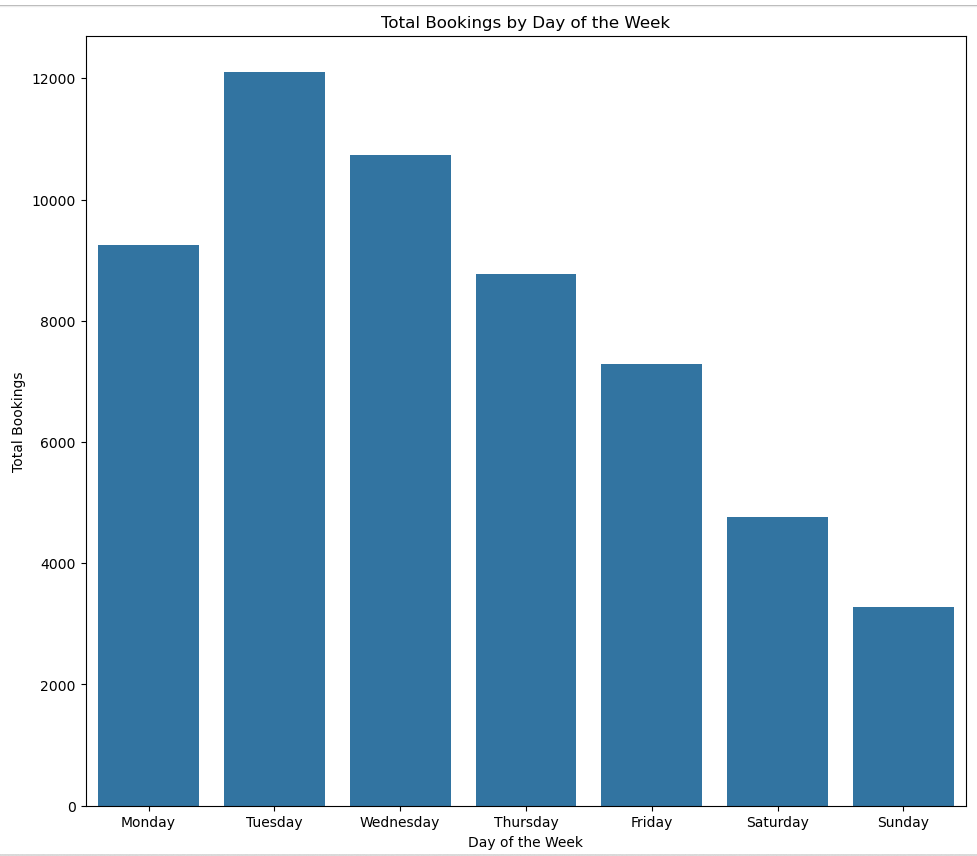 Total Bookings by Day of the Week
12000
10000
8000
6000
4000
2000
0
Total Bookings
Monday Tuesday Wednesday Thursday Friday Saturday Sunday
Day of the Week